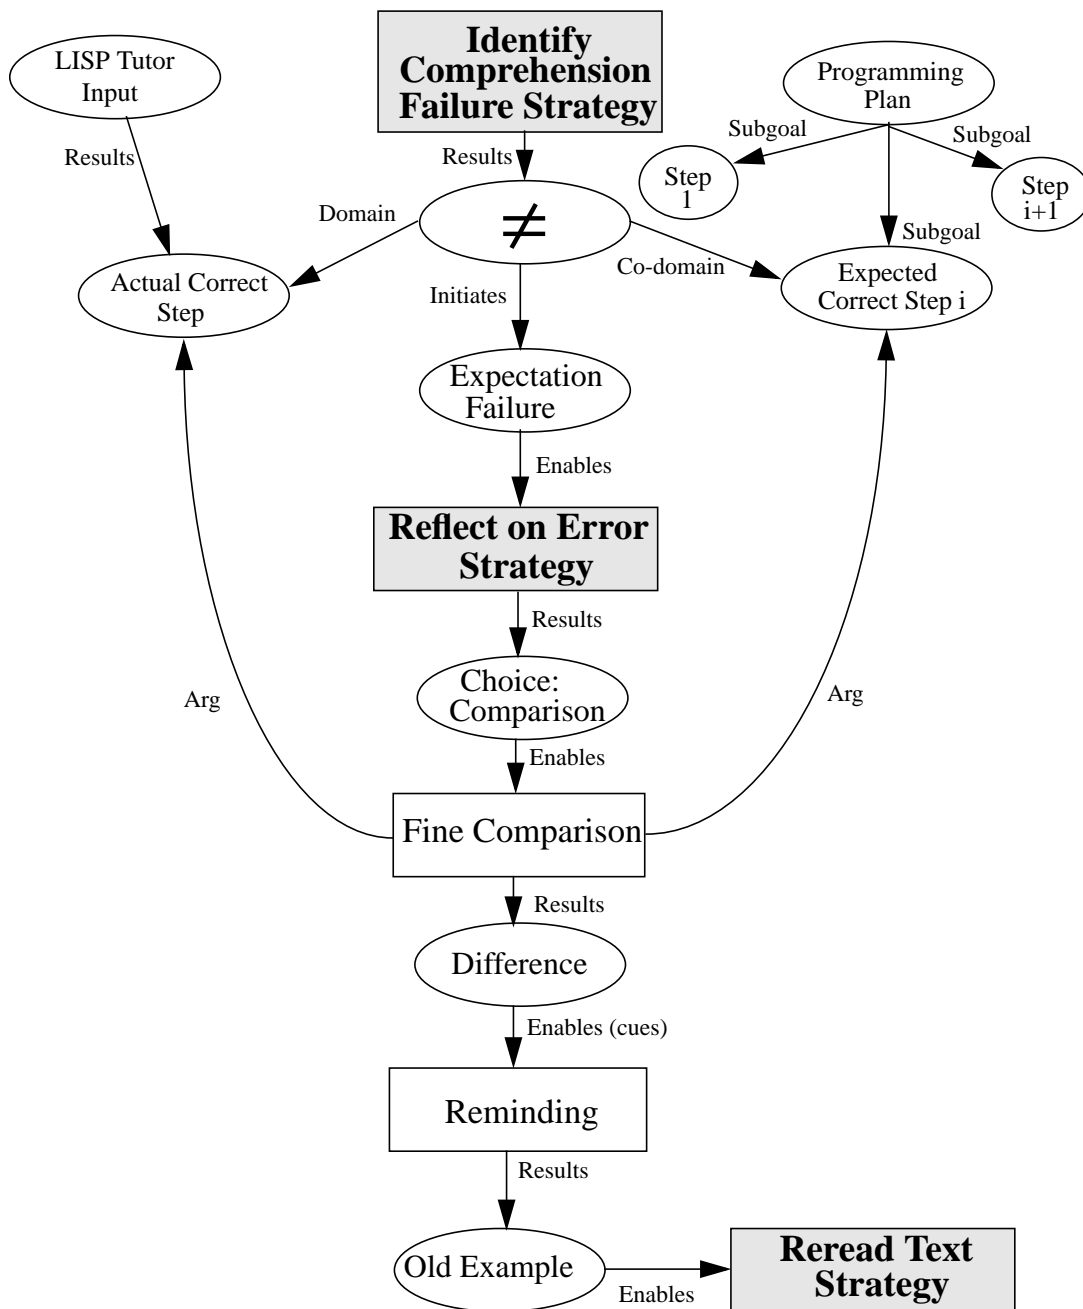 LISP Tutor
Input
Identify
Comprehension
Failure Strategy
Programming
Plan
Results
Results
Subgoal
Subgoal
Step
1
Step
i+1
Domain
≠
Subgoal
Co-domain
Actual Correct
Step
Initiates
Expected
Correct Step i
Expectation
Failure
Enables
Reflect on Error
Strategy
Results
Choice:
Comparison
Arg
Arg
Enables
Fine Comparison
Results
Difference
Enables (cues)
Reminding
Results
Old Example
Enables
Reread Text
Strategy